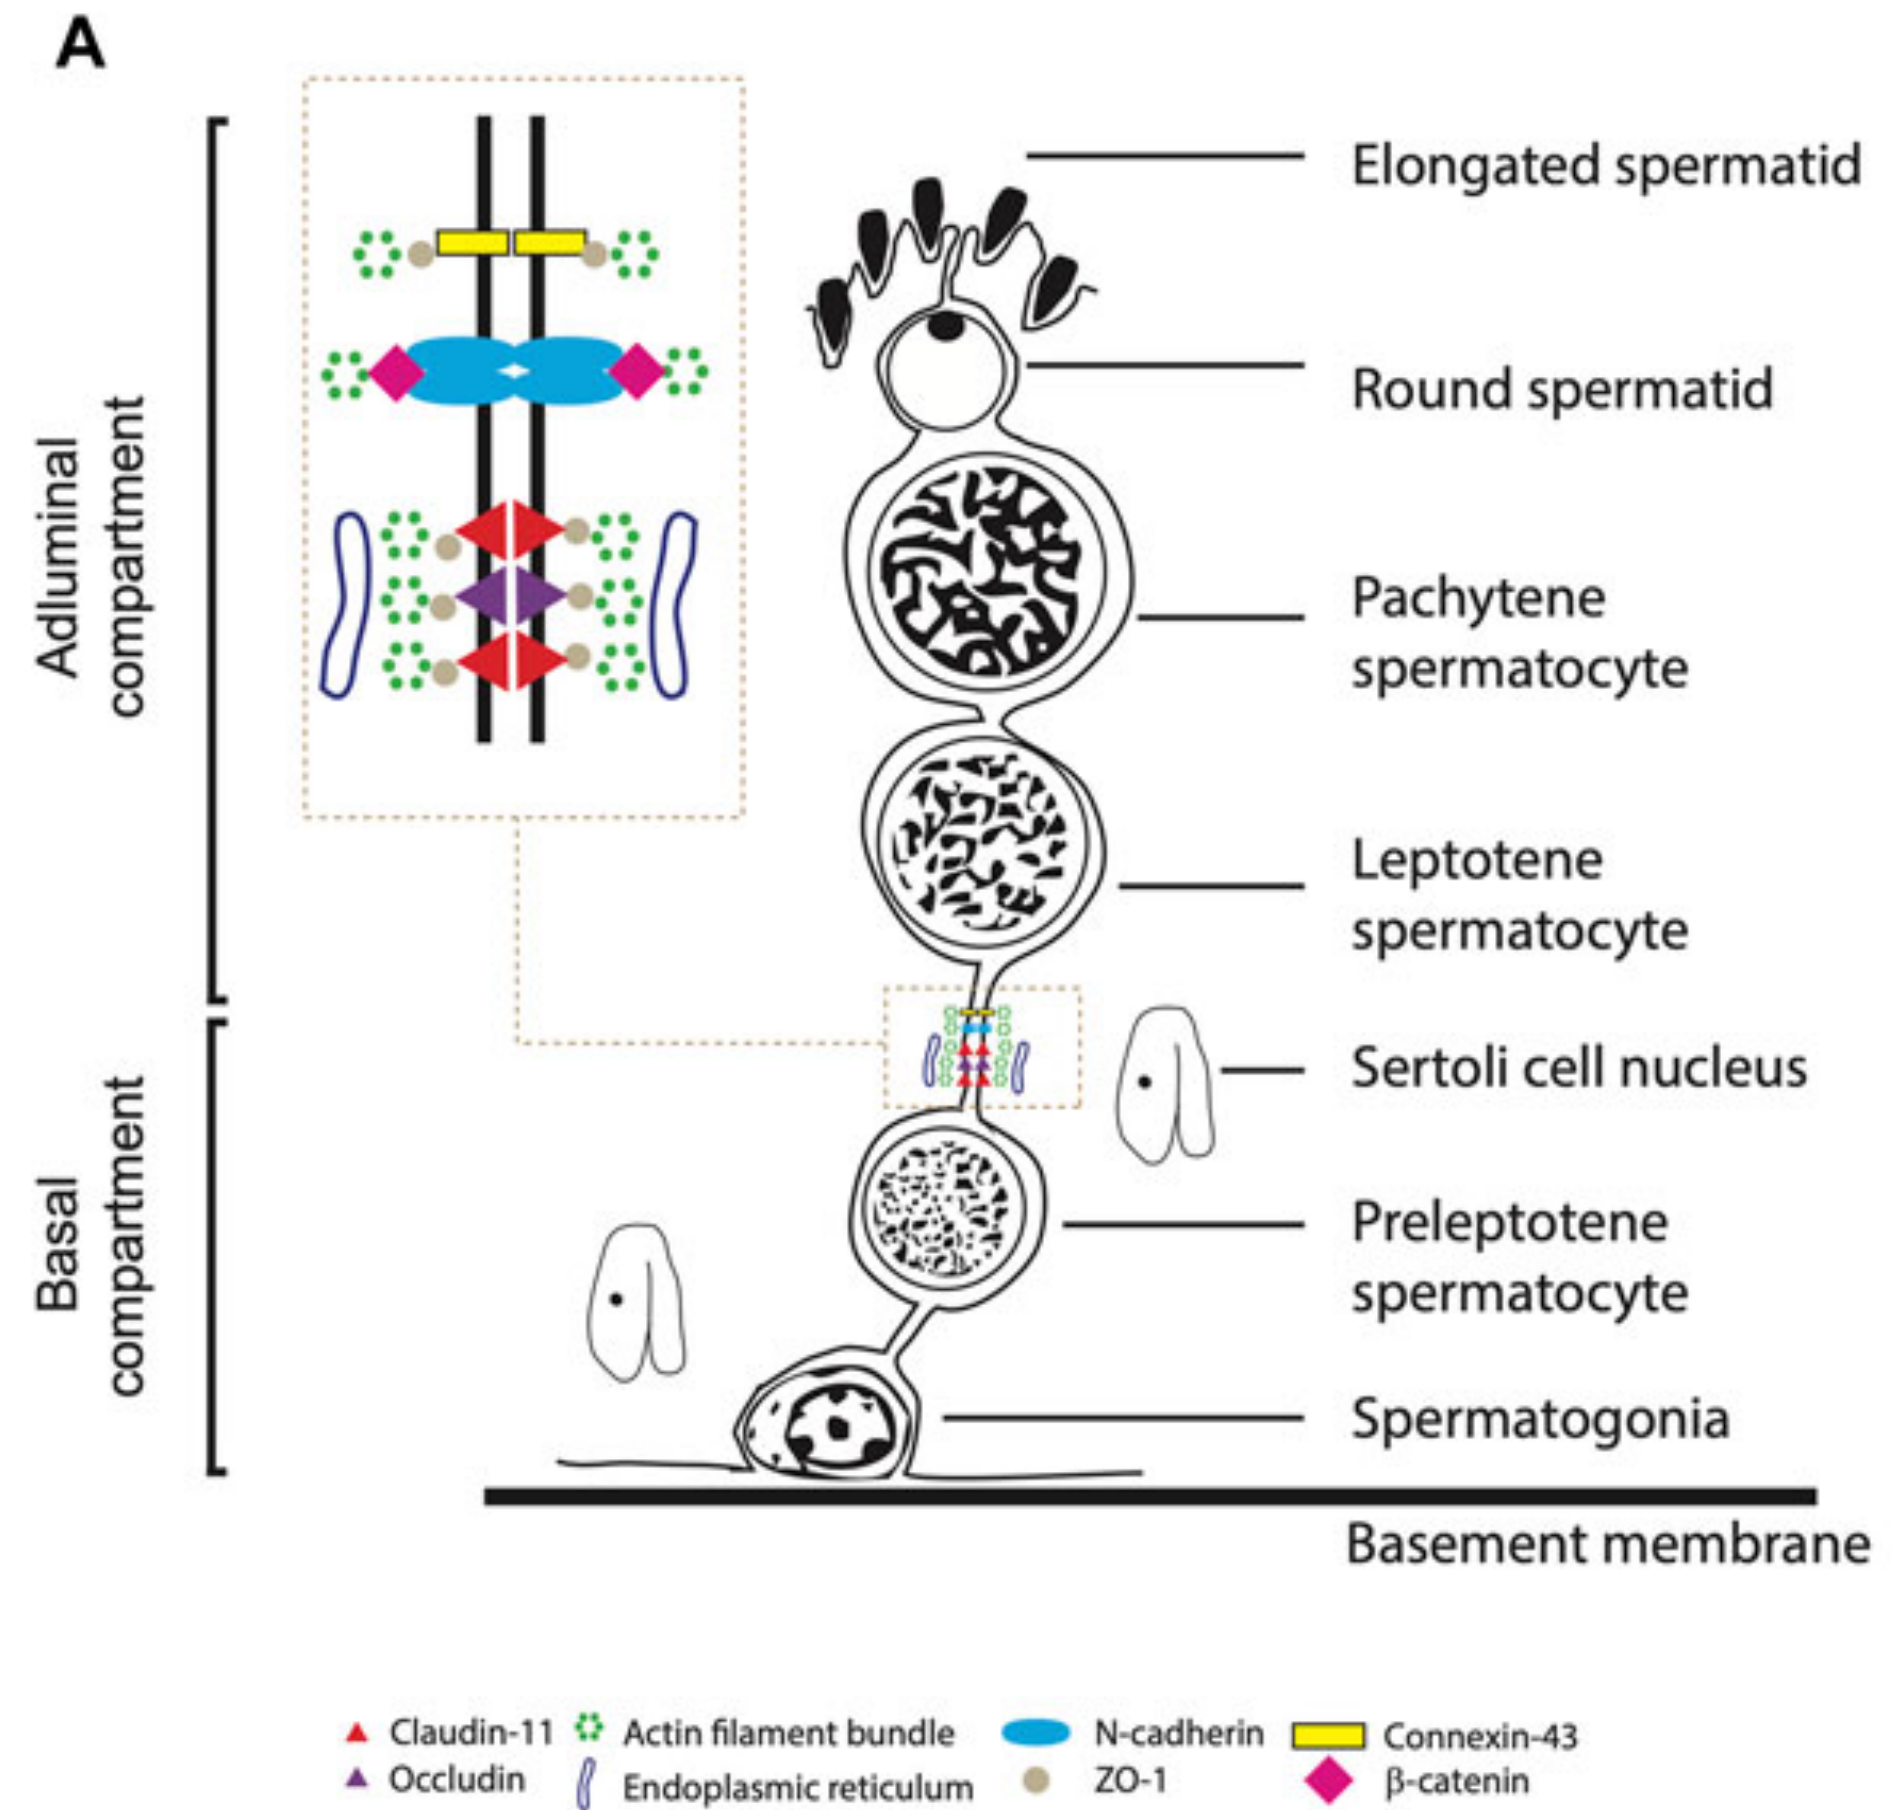 A
Adluminal
compartment
Basal
compartment
Elongated spermatid
Round spermatid
Pachytene
spermatocyte
Leptotene
spermatocyte
Sertoli cell nucleus
Preleptotene
spermatocyte
Spermatogonia
Basement membrane
Claudin-11
Actin filament bundle
N-cadherin
Connexin-43
Occludin
Endoplasmic reticulum
ZO-1
β-catenin